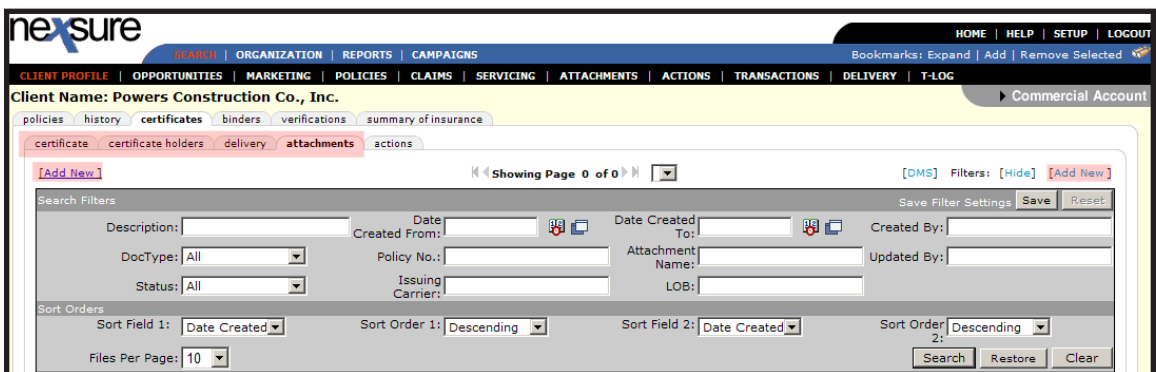 nexsure
HOME | HELP | SETUP | LOGOUT
SEARCH | ORGANIZATION | REPORTS | CAMPAIGNS Bookmarks: Expand | Add | Remove Selected
CLIENT PROFILE | OPPORTUNITIES | MARKETING | POLICIES | CLAIMS | SERVICING | ATTACHMENTS | ACTIONS | TRANSACTIONS | DELIVERY | T-LOG
Client Name: Powers Construction Co., Inc. Commercial Account
policies history certificates binders verifications summary of insurance
certificate certificate holders delivery attachments actions
[Add New] Showing Page 0 of 0 [DMS] Filters: [Hide] [Add New]
Search Filters Save Filter Settings Save Reset
Description: Date Created From: Date Created To: Created By:
DocType: All Policy No.: Attachment Name: Updated By:
Status: All Issuing Carrier: LOB:
Sort Orders
Sort Field 1: Date Created Sort Order 1: Descending Sort Field 2: Date Created Sort Order 2: Descending
Files Per Page: 10 Search Restore Clear